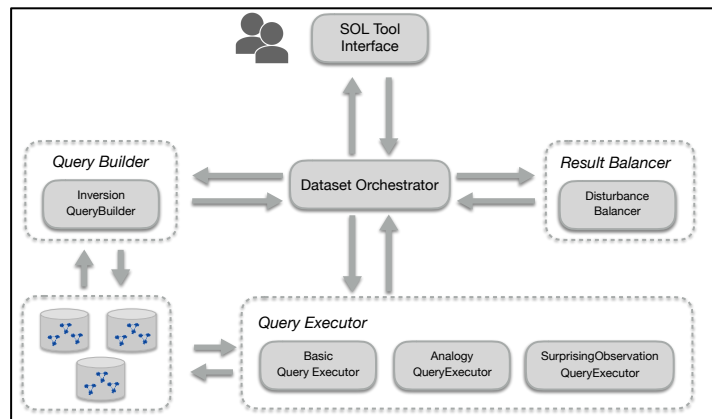 SOL Tool
Interface
Query Builder
Inversion
QueryBuilder
Dataset Orchestrator
Result Balancer
Disturbance
Balancer
Query Executor
Basic
Query Executor
Analogy
QueryExecutor
SurprisingObservation
QueryExecutor